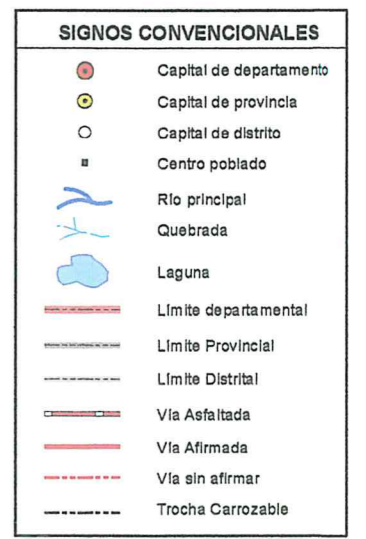 SIGNOS CONVENCIONALES
Capital de departamento
Capital de provincia
Capital de distrito
Centro poblado
Río principal
Quebrada
Laguna
Límite departamental
Límite Provincial
Límite Distrital
Vía Asfaltada
Vía Afirmada
Vía sin afirmar
Trocha Carrozable